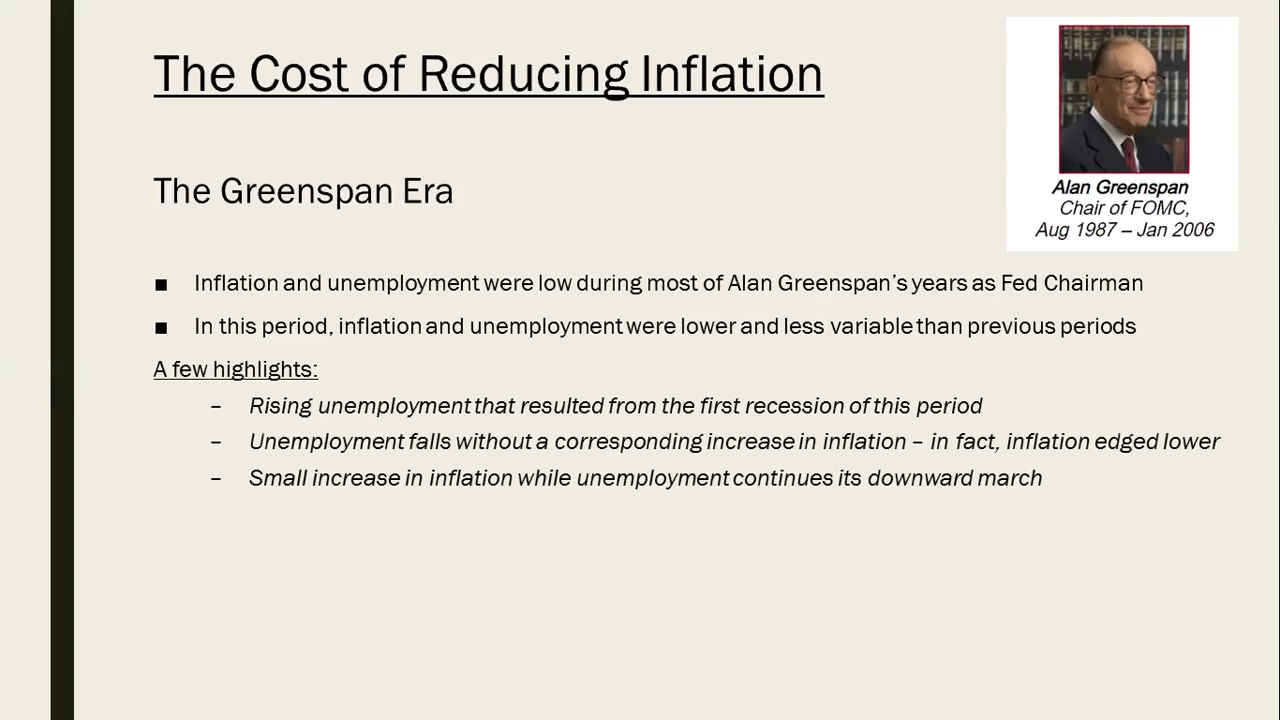 The Cost of Reducing Inflation
Alan Greenspan
Chair of FOMC,
Aug 1987 – Jan 2006
The Greenspan Era
■ Inflation and unemployment were low during most of Alan Greenspan's years as Fed Chairman
■ In this period, inflation and unemployment were lower and less variable than previous periods
A few highlights:
– Rising unemployment that resulted from the first recession of this period
– Unemployment falls without a corresponding increase in inflation – in fact, inflation edged lower
– Small increase in inflation while unemployment continues its downward march